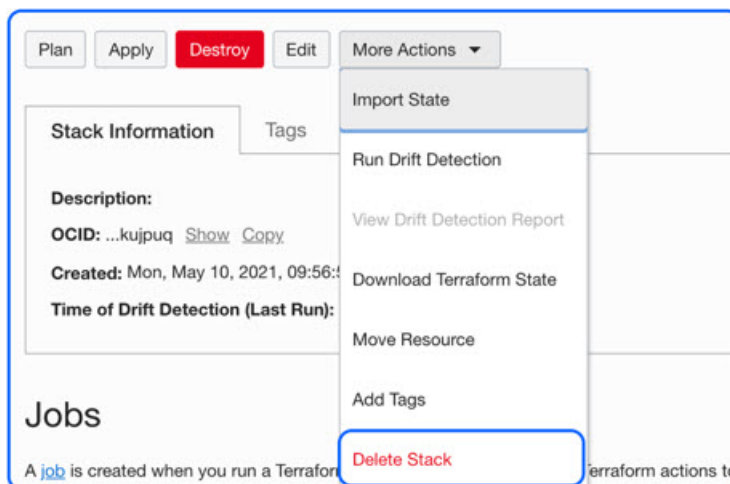 Plan Apply Destroy Edit More Actions
Import State
Stack Information Tags
Run Drift Detection
Description:
View Drift Detection Report
OCID: ...kujpuq Show Copy
Created: Mon, May 10, 2021, 09:56:
Download Terraform State
Time of Drift Detection (Last Run):
Move Resource
Add Tags
Jobs
Delete Stack
A job is created when you run a Terraform actions to